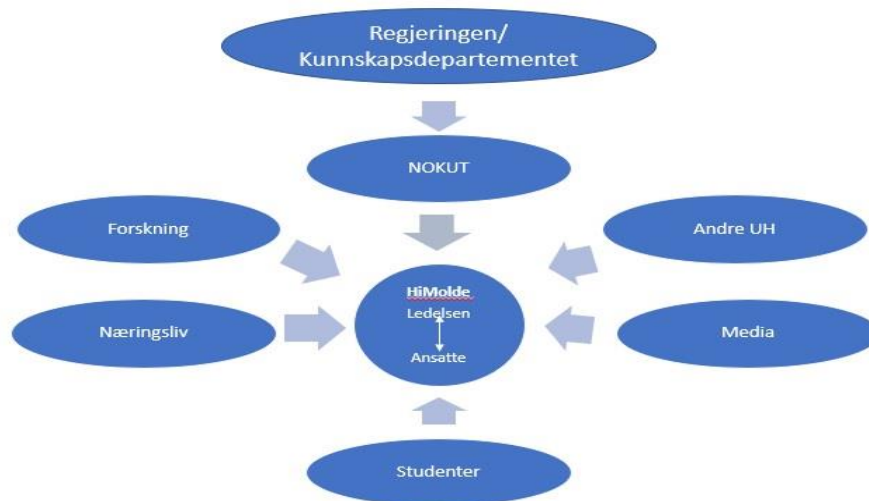 Regjeringen/
Kunnskapsdepartementet
NOKUT
Forskning
Andre UH
HiMolde
Ledelsen
Ansatte
Næringsliv
Media
Studenter